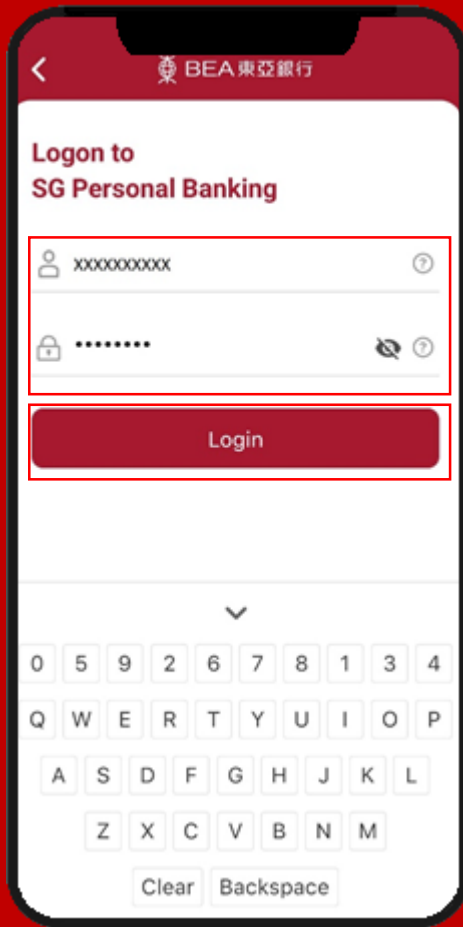 BEA東亞銀行
Logon to
SG Personal Banking
xxxxxxxxxx
••••••••
Login
0 5 9 2 6 7 8 1 3 4
Q W E R T Y U I O P
A S D F G H J K L
Z X C V B N M
Clear Backspace